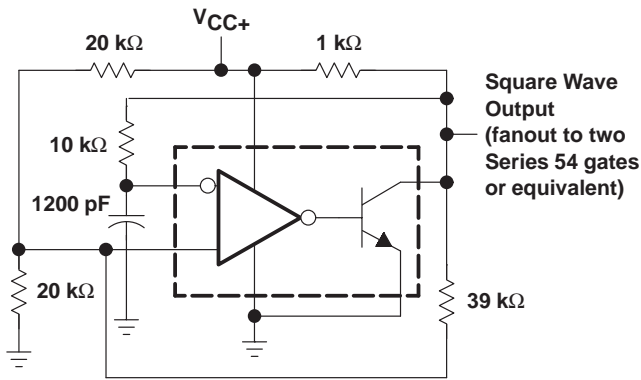 VCC+
20 kΩ
1 kΩ
10 kΩ
1200 pF
20 kΩ
39 kΩ
Square Wave
Output
(fanout to two
Series 54 gates
or equivalent)